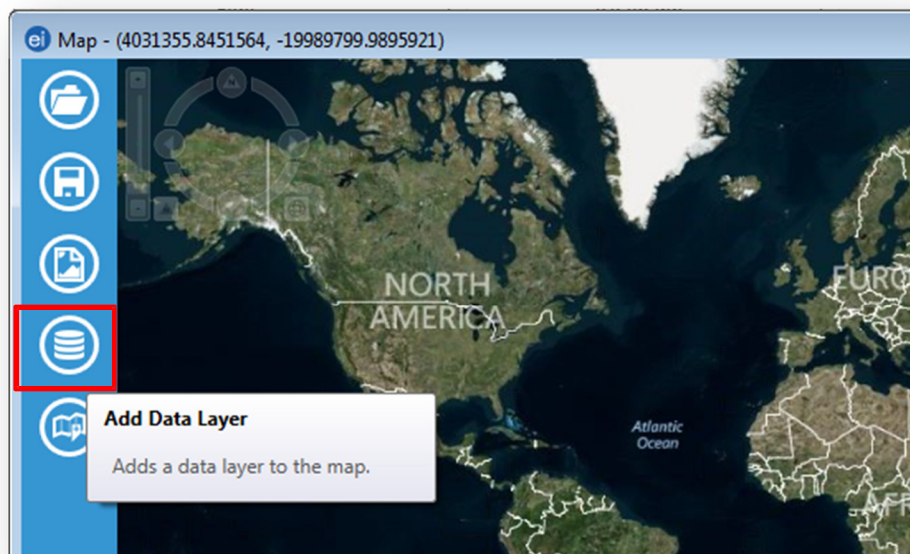 ei Map - (4031355.8451564, -19989799.9895921)
N
NORTH
AMERICA
EURO
Atlantic
Ocean
AFR
Add Data Layer
Adds a data layer to the map.